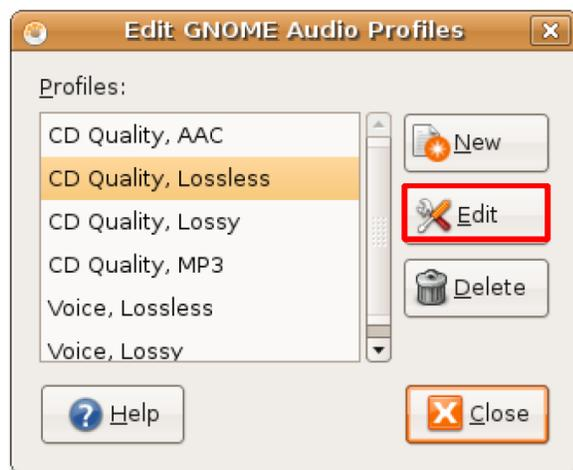 Edit GNOME Audio Profiles
Profiles:
CD Quality, AAC
CD Quality, Lossless
CD Quality, Lossy
CD Quality, MP3
Voice, Lossless
Voice, Lossy
New
Edit
Delete
Help
Close